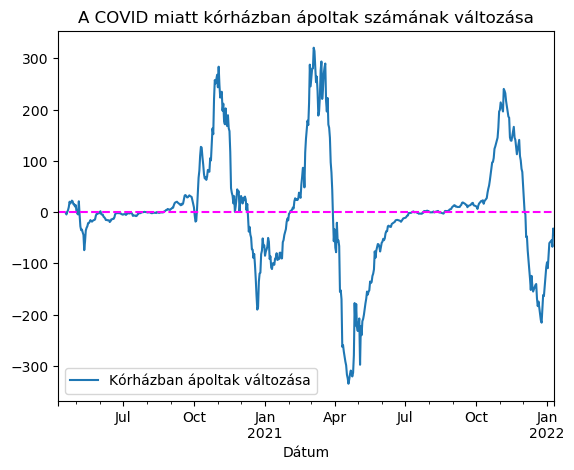 A COVID miatt kórházban ápoltak számának változása
300
200
100
0
−100
−200
−300
Kórházban ápoltak változása
Jul Oct Jan Apr Jul Oct Jan
2021 2022
Dátum